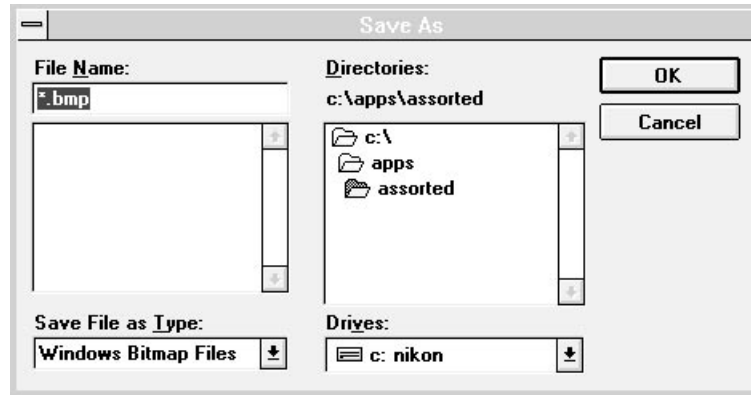 Save As
File Name:
*.bmp
Directories:
c:\apps\assorted
c:\
apps
assorted
OK
Cancel
Save File as Type:
Windows Bitmap Files
Drives:
c: nikon